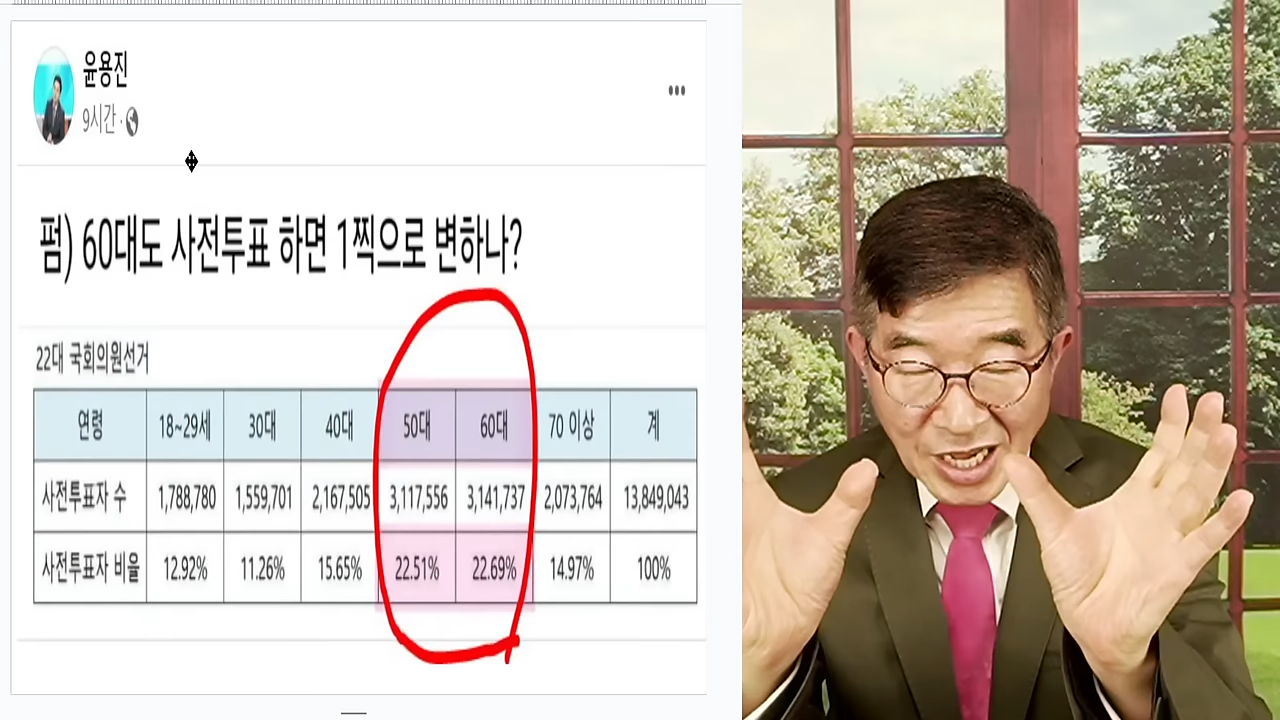 윤용진
9시간 ·
펌) 60대도 사전투표 하면 1찍으로 변하나?
22대 국회의원선거
연령 18~29세 30대 40대 50대 60대 70 이상 계
사전투표자 수 1,788,780 1,559,701 2,167,505 3,117,556 3,141,737 2,073,764 13,849,043
사전투표자 비율 12.92% 11.26% 15.65% 22.51% 22.69% 14.97% 100%